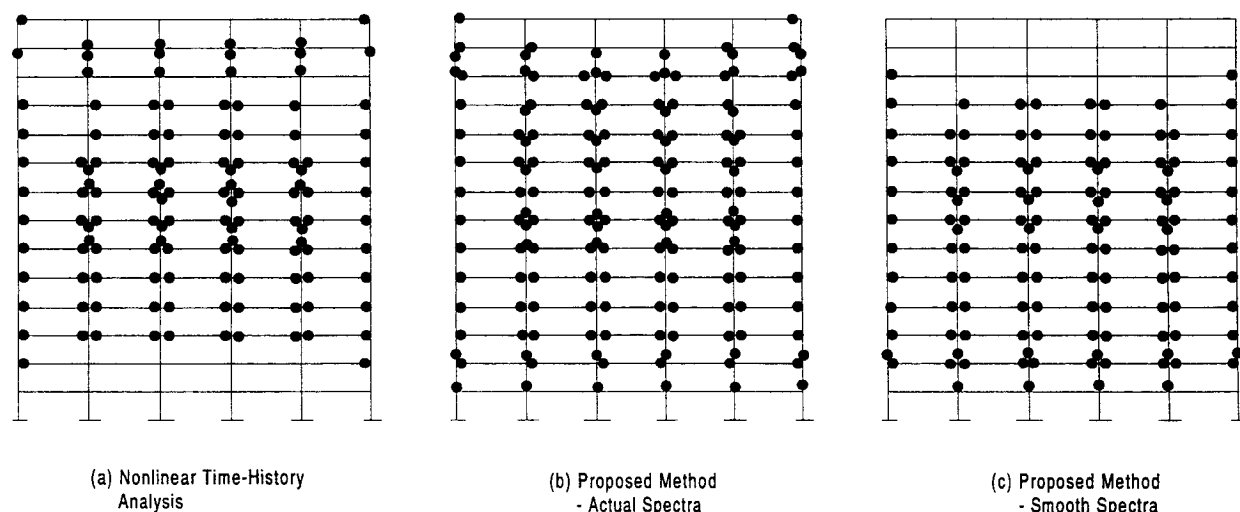 (a) Nonlinear Time-History
Analysis
(b) Proposed Method
- Actual Spectra
(c) Proposed Method
- Smooth Spectra